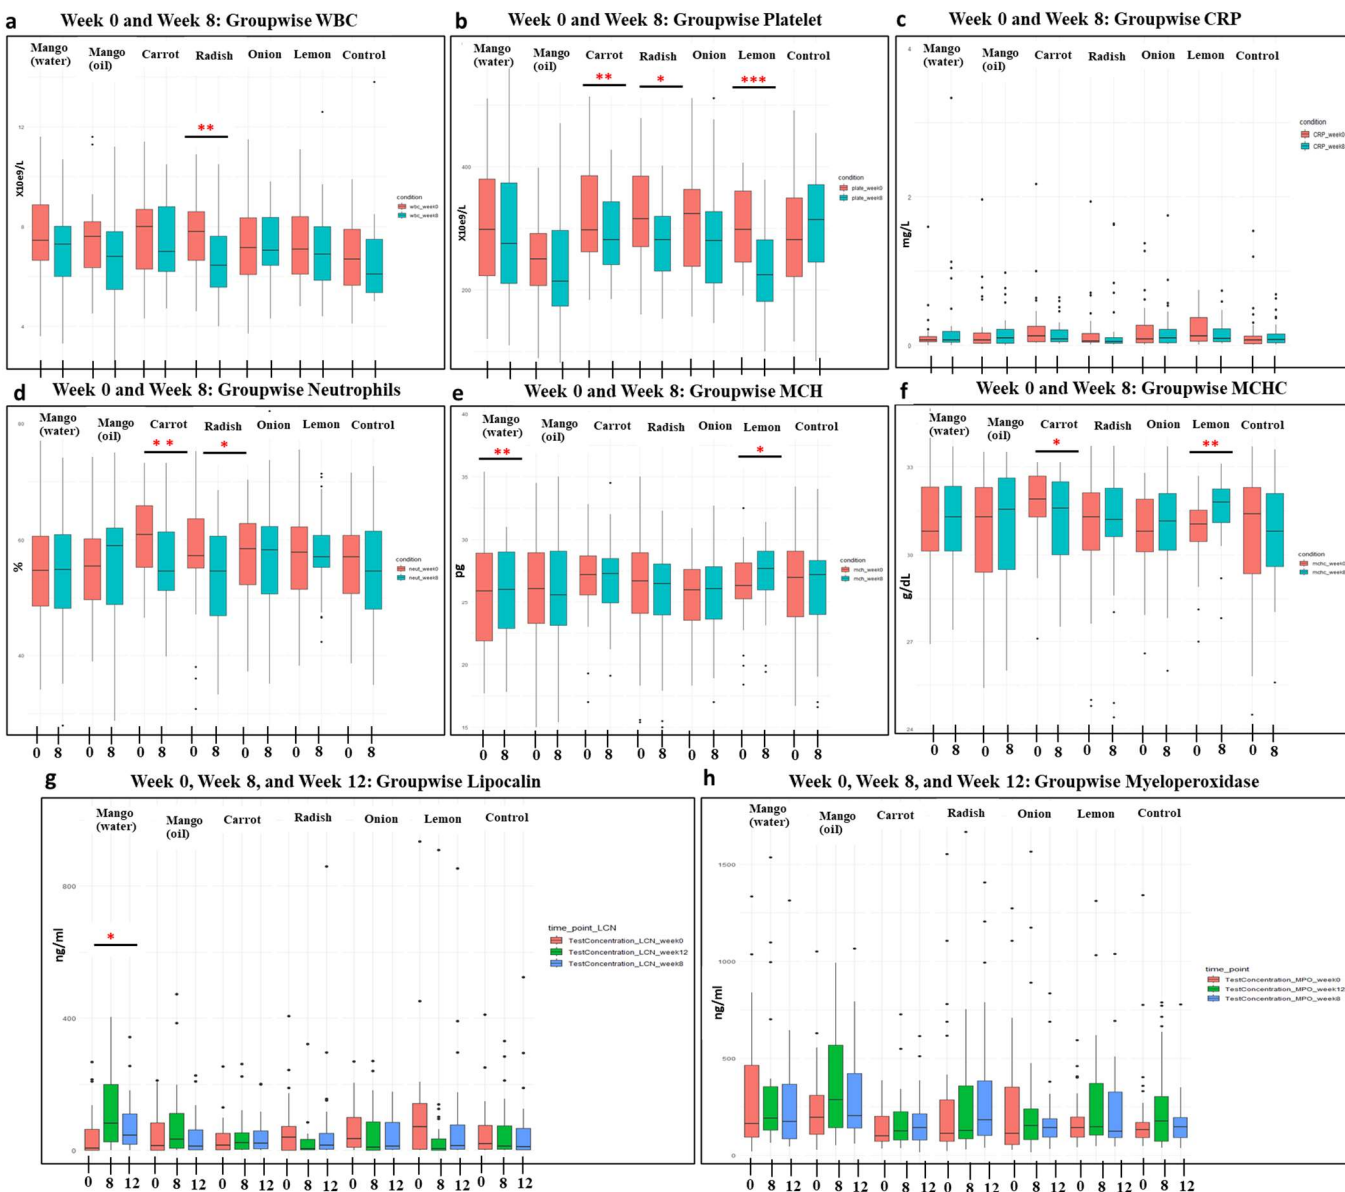 a Week 0 and Week 8: Groupwise WBC
Mango (water) Mango (oil) Carrot Radish Onion Lemon Control
**
12
8
4
X10e9/L
condition
wbc_week0
wbc_week8
b Week 0 and Week 8: Groupwise Platelet
Mango (water) Mango (oil) Carrot Radish Onion Lemon Control
** * ***
400
200
X10e9/L
condition
plate_week0
plate_week8
c Week 0 and Week 8: Groupwise CRP
Mango (water) Mango (oil) Carrot Radish Onion Lemon Control
4
2
0
mg/L
condition
CRP_week0
CRP_week8
d Week 0 and Week 8: Groupwise Neutrophils
Mango (water) Mango (oil) Carrot Radish Onion Lemon Control
** *
80
60
40
%
condition
neut_week0
neut_week8
0 8 0 8 0 8 0 8 0 8 0 8 0 8
e Week 0 and Week 8: Groupwise MCH
Mango (water) Mango (oil) Carrot Radish Onion Lemon Control
** *
40
35
30
25
20
15
pg
condition
mch_week0
mch_week8
0 8 0 8 0 8 0 8 0 8 0 8 0 8
f Week 0 and Week 8: Groupwise MCHC
Mango (water) Mango (oil) Carrot Radish Onion Lemon Control
* **
33
30
27
24
g/dL
condition
mchc_week0
mchc_week8
0 8 0 8 0 8 0 8 0 8 0 8 0 8
g Week 0, Week 8, and Week 12: Groupwise Lipocalin
Mango (water) Mango (oil) Carrot Radish Onion Lemon Control
*
800
400
0
ng/ml
time_point_LCN
TestConcentration_LCN_week0
TestConcentration_LCN_week12
TestConcentration_LCN_week8
0 8 12 0 8 12 0 8 12 0 8 12 0 8 12 0 8 12 0 8 12
h Week 0, Week 8, and Week 12: Groupwise Myeloperoxidase
Mango (water) Mango (oil) Carrot Radish Onion Lemon Control
1500
1000
500
0
ng/ml
time_point
TestConcentration_MPO_week0
TestConcentration_MPO_week12
TestConcentration_MPO_week8
0 8 12 0 8 12 0 8 12 0 8 12 0 8 12 0 8 12 0 8 12